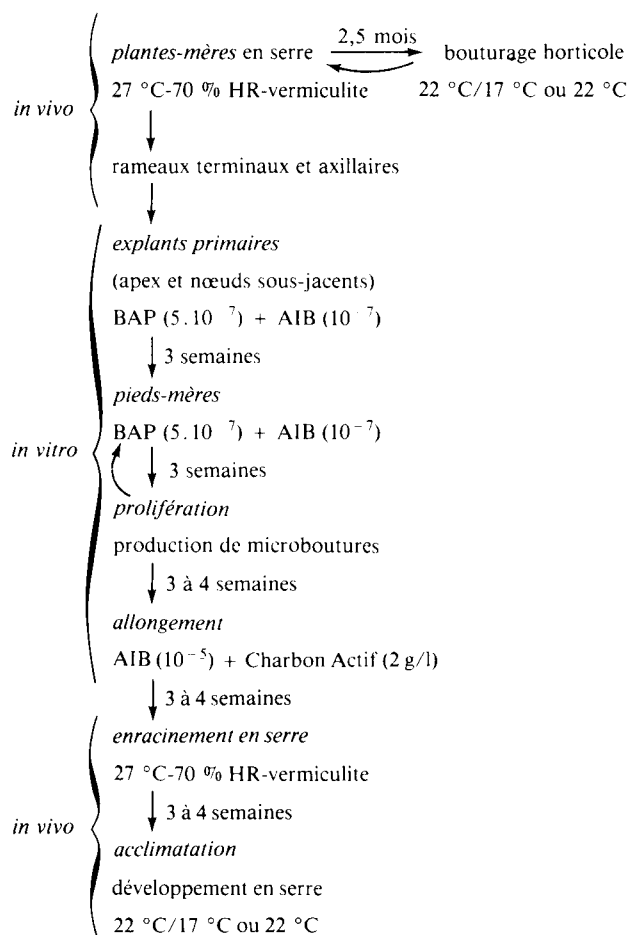 2,5 mois
plantes-mères en serre bouturage horticole
27 °C-70 % HR-vermiculite 22 °C/17 °C ou 22 °C
in vivo
rameaux terminaux et axillaires
explants primaires
(apex et nœuds sous-jacents)
BAP (5.10⁻⁷) + AIB (10⁻⁷)
3 semaines
pieds-mères
in vitro
BAP (5.10⁻⁷) + AIB (10⁻⁷)
3 semaines
prolifération
production de microboutures
3 à 4 semaines
allongement
AIB (10⁻⁵) + Charbon Actif (2 g/l)
3 à 4 semaines
enracinement en serre
27 °C-70 % HR-vermiculite
in vivo
3 à 4 semaines
acclimatation
développement en serre
22 °C/17 °C ou 22 °C